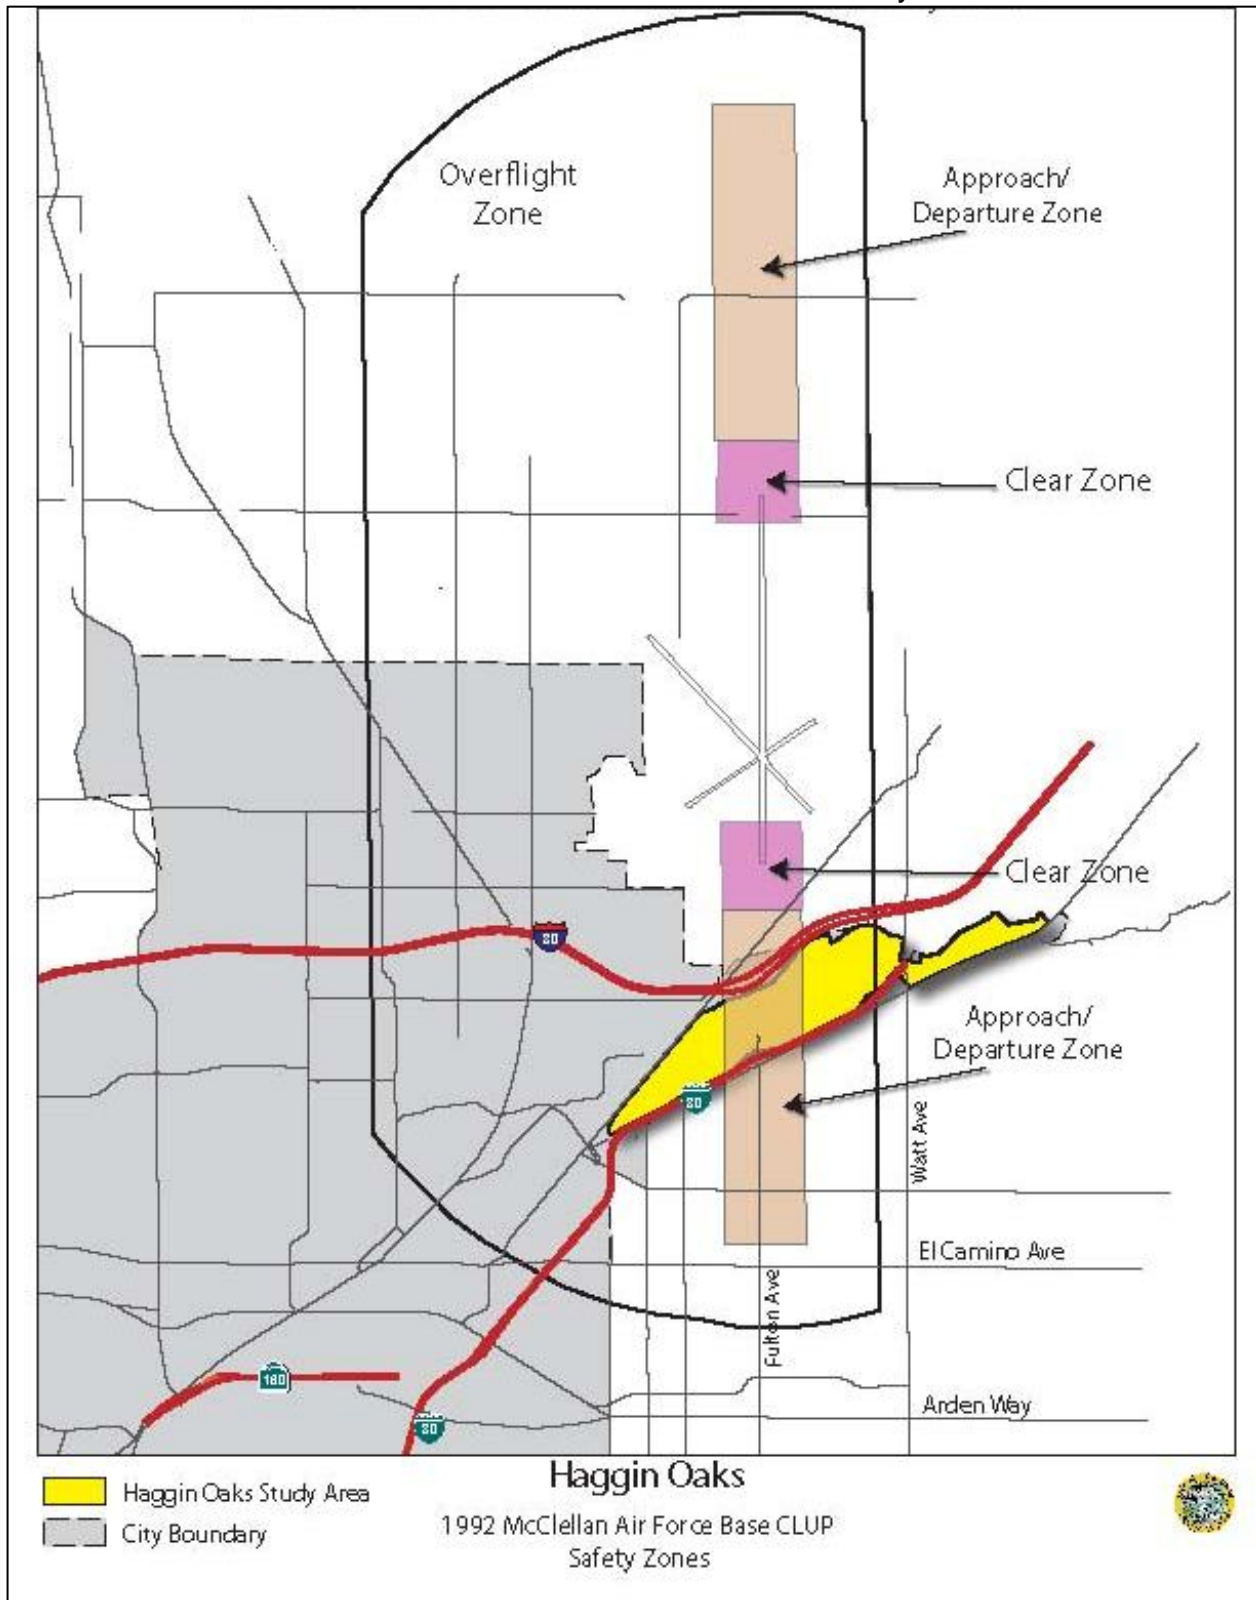 Overflight
Zone
Approach/
Departure Zone
Clear Zone
80
Clear Zone
Approach/
Departure Zone
80
Watt Ave
El Camino Ave
Fulton Ave
160
80
Arden Way
Haggin Oaks Study Area
City Boundary
Haggin Oaks
1992 McClellan Air Force Base CLUP
Safety Zones